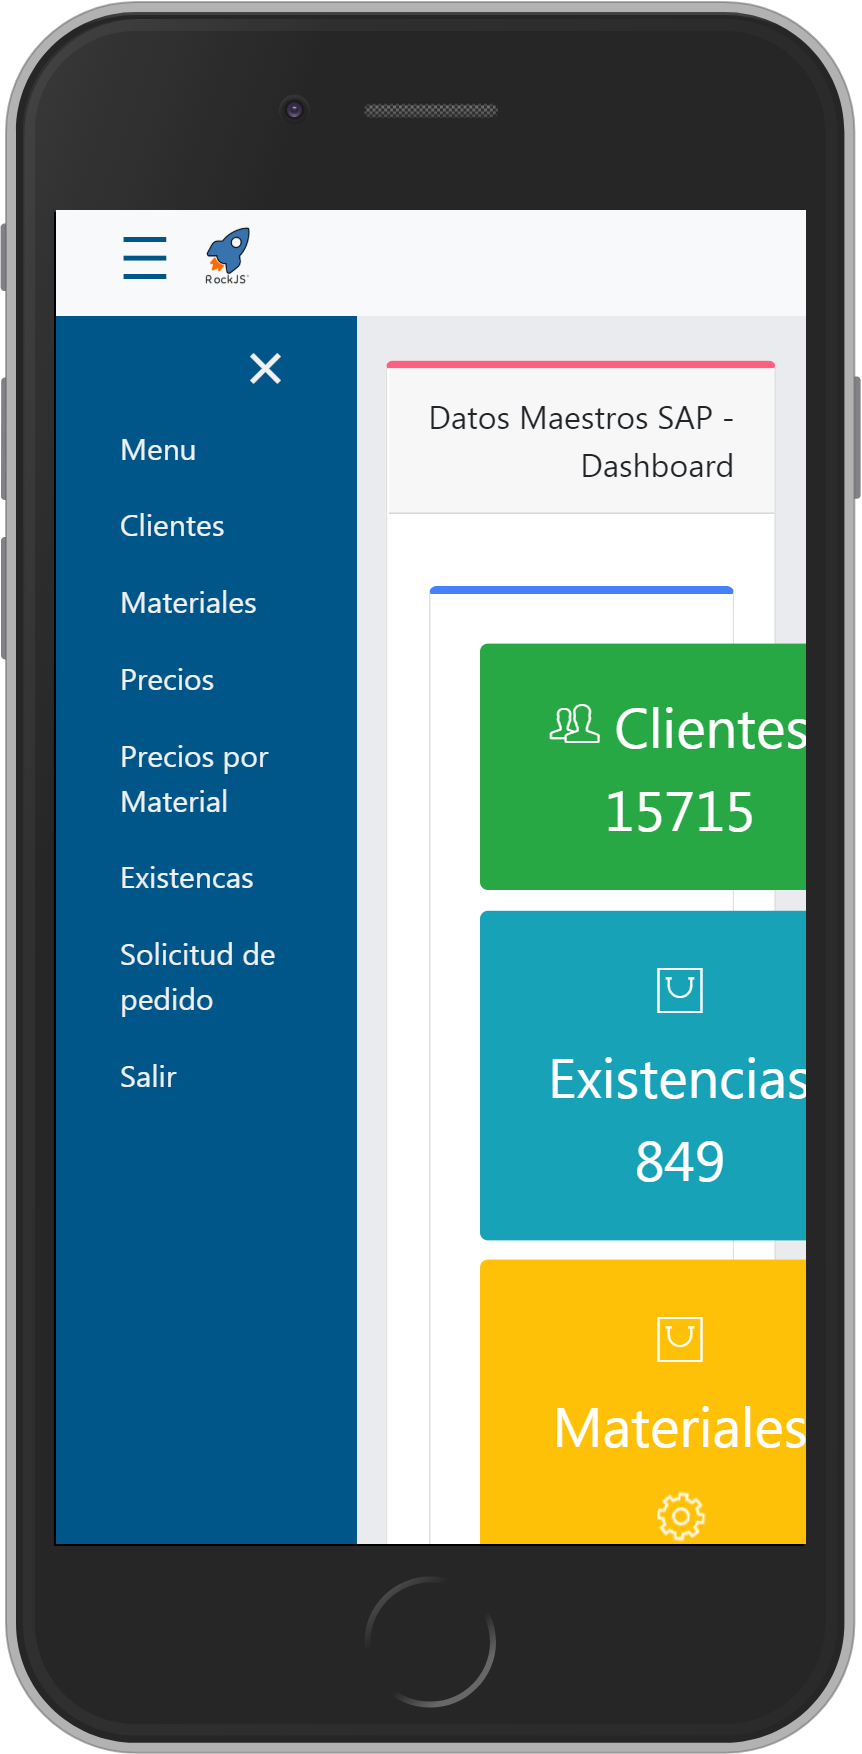 RockJS
Menu
Clientes
Materiales
Precios
Precios por
Material
Existencas
Solicitud de
pedido
Salir
Datos Maestros SAP -
Dashboard
Clientes
15715
Existencias
849
Materiales